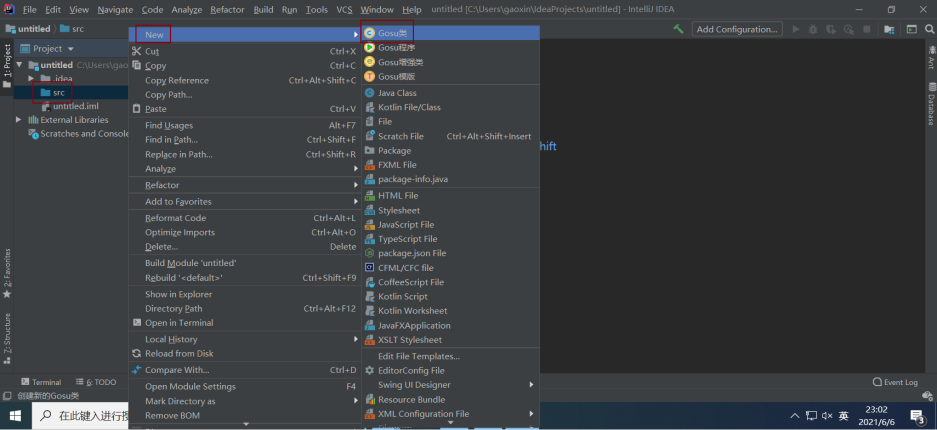 File Edit View Navigate Code Analyze Refactor Build Run Tools VCS Window Help untitled [C:\Users\gaoxin\IdeaProjects\untitled] - IntelliJ IDEA
untitled src
Add Configuration...
1: Project
Project
untitled C:\Users\gao
.idea
src
untitled.iml
External Libraries
Scratches and Console
2: Favorites
7: Structure
New
Cut Ctrl+X
Copy Ctrl+C
Copy Reference Ctrl+Alt+Shift+C
Copy Path...
Paste Ctrl+V
Find Usages Alt+F7
Find in Path... Ctrl+Shift+F
Replace in Path... Ctrl+Shift+R
Analyze
Refactor
Add to Favorites
Reformat Code Ctrl+Alt+L
Optimize Imports Ctrl+Alt+O
Delete... Delete
Build Module 'untitled'
Rebuild '<default>' Ctrl+Shift+F9
Show in Explorer
Directory Path Ctrl+Alt+F12
Open in Terminal
Local History
Reload from Disk
Compare With... Ctrl+D
Open Module Settings F4
Mark Directory as
Remove BOM
Gosu类
Gosu程序
Gosu增强类
Gosu模版
Java Class
Kotlin File/Class
File
Scratch File Ctrl+Alt+Shift+Insert
Package
FXML File
package-info.java
HTML File
Stylesheet
JavaScript File
TypeScript File
package.json File
CFML/CFC file
CoffeeScript File
Kotlin Script
Kotlin Worksheet
JavaFXApplication
XSLT Stylesheet
Edit File Templates...
EditorConfig File
Swing UI Designer
Resource Bundle
XML Configuration File
hift
Ant
Database
Terminal 6: TODO
Event Log
创建新的Gosu类
在此键入进行搜
英
23:02
2021/6/6
3